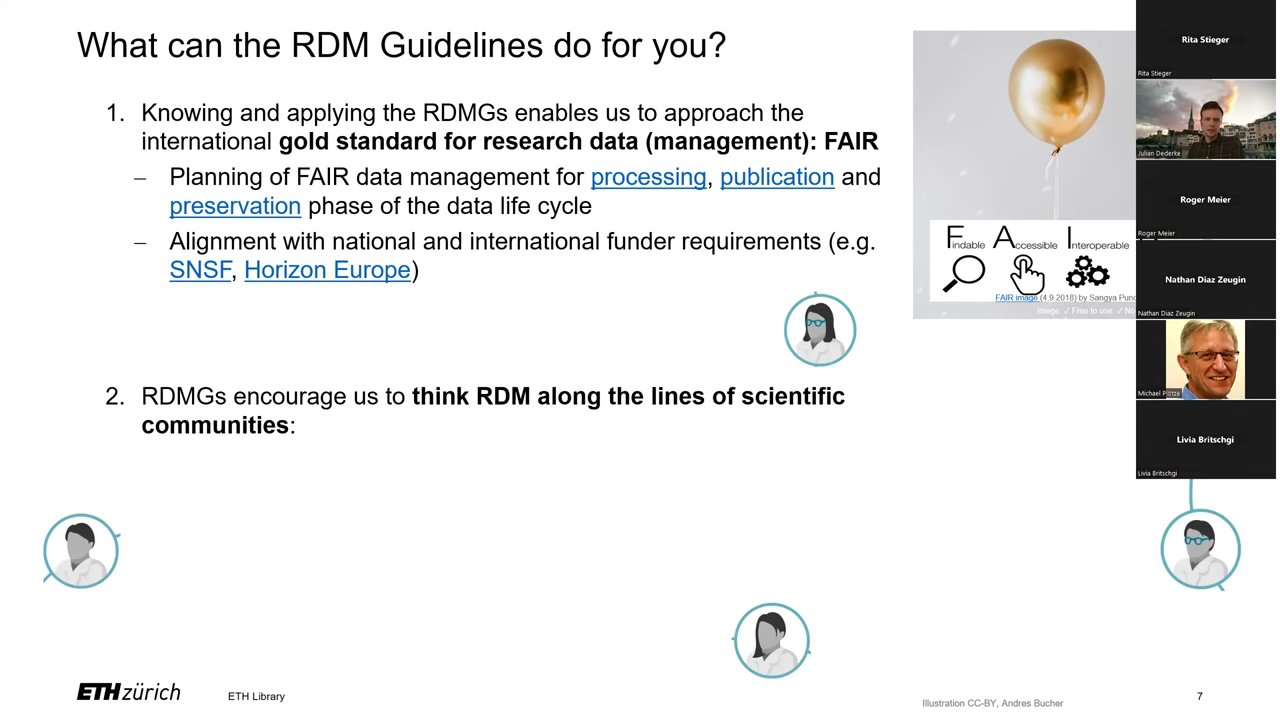 What can the RDM Guidelines do for you?
1. Knowing and applying the RDMGs enables us to approach the
international gold standard for research data (management): FAIR
– Planning of FAIR data management for processing, publication and
preservation phase of the data life cycle
– Alignment with national and international funder requirements (e.g.
SNSF, Horizon Europe)
2. RDMGs encourage us to think RDM along the lines of scientific
communities:
Findable Accessible Interoperable
FAIR image (4.9.2018) by Sangya Pund
Image: ✓ Free to use ✓ No
Rita Stieger
Rita Stieger
Julian Dederke
Roger Meier
Roger Meier
Nathan Diaz Zeugin
Nathan Diaz Zeugin
Michael Plötze
Livia Britschgi
Livia Britschgi
ETH zürich
ETH Library
Illustration CC-BY, Andres Bucher
7